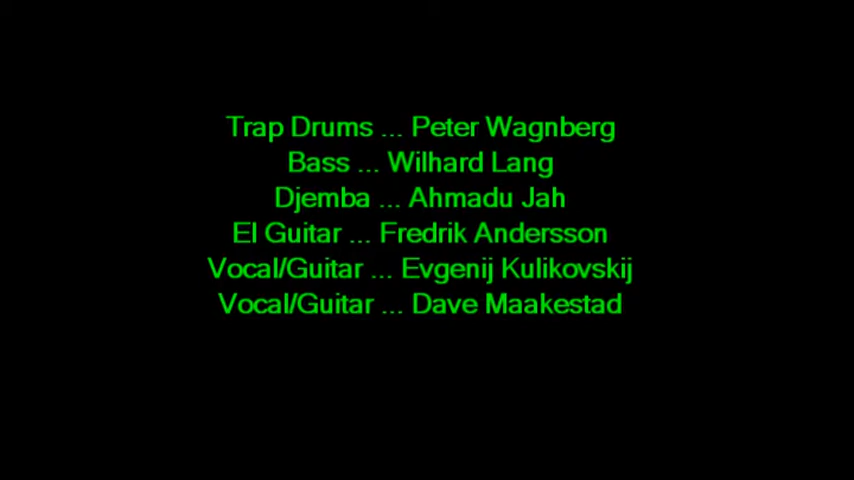 Trap Drums ... Peter Wagnberg
Bass ... Wilhard Lang
Djemba ... Ahmadu Jah
El Guitar ... Fredrik Andersson
Vocal/Guitar ... Evgenij Kulikovskij
Vocal/Guitar ... Dave Maakestad